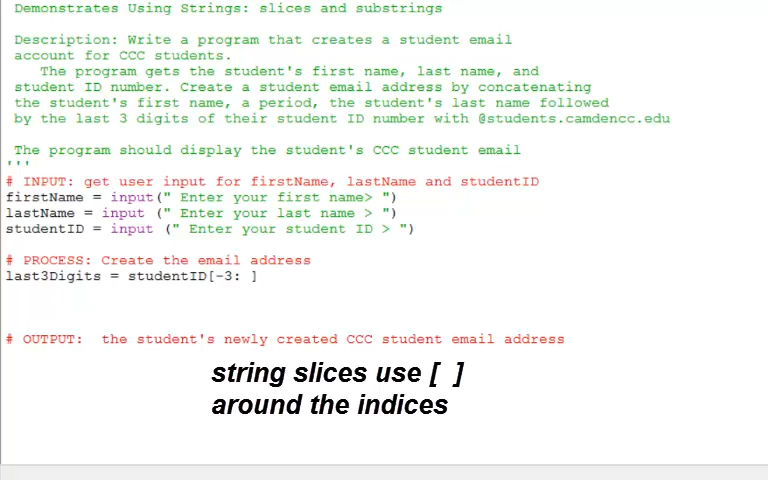 Demonstrates Using Strings: slices and substrings
Description: Write a program that creates a student email
account for CCC students.
The program gets the student's first name, last name, and
student ID number. Create a student email address by concatenating
the student's first name, a period, the student's last name followed
by the last 3 digits of their student ID number with @students.camdencc.edu
The program should display the student's CCC student email
'''
# INPUT: get user input for firstName, lastName and studentID
firstName = input(" Enter your first name> ")
lastName = input (" Enter your last name > ")
studentID = input (" Enter your student ID > ")
# PROCESS: Create the email address
last3Digits = studentID[-3: ]
# OUTPUT:  the student's newly created CCC student email address
string slices use [  ]
around the indices